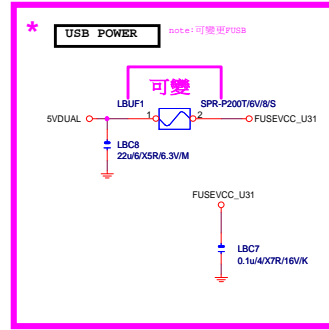 * USB POWER note:可變更FUSB
可變
LBUF1 SPR-P200T/6V/8/S
5VDUAL 1 2 FUSEVCC_U31
LBC8
22u/6/X5R/6.3V/M
FUSEVCC_U31
LBC7
0.1u/4/X7R/16V/K